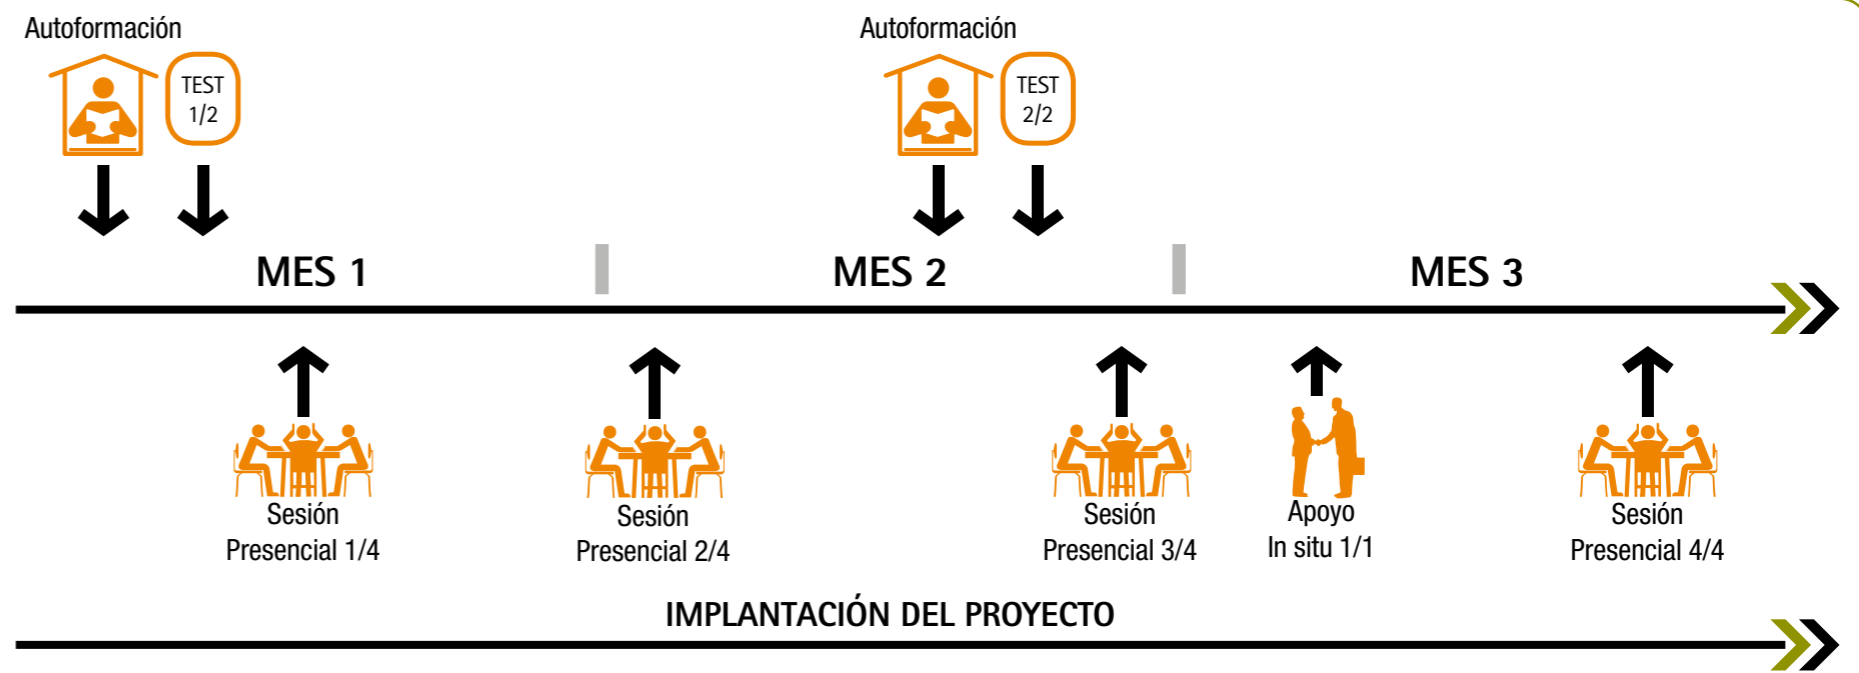 Autoformación
TEST
1/2
Autoformación
TEST
2/2
MES 1
MES 2
MES 3
Sesión
Presencial 1/4
Sesión
Presencial 2/4
Sesión
Presencial 3/4
Apoyo
In situ 1/1
Sesión
Presencial 4/4
IMPLANTACIÓN DEL PROYECTO